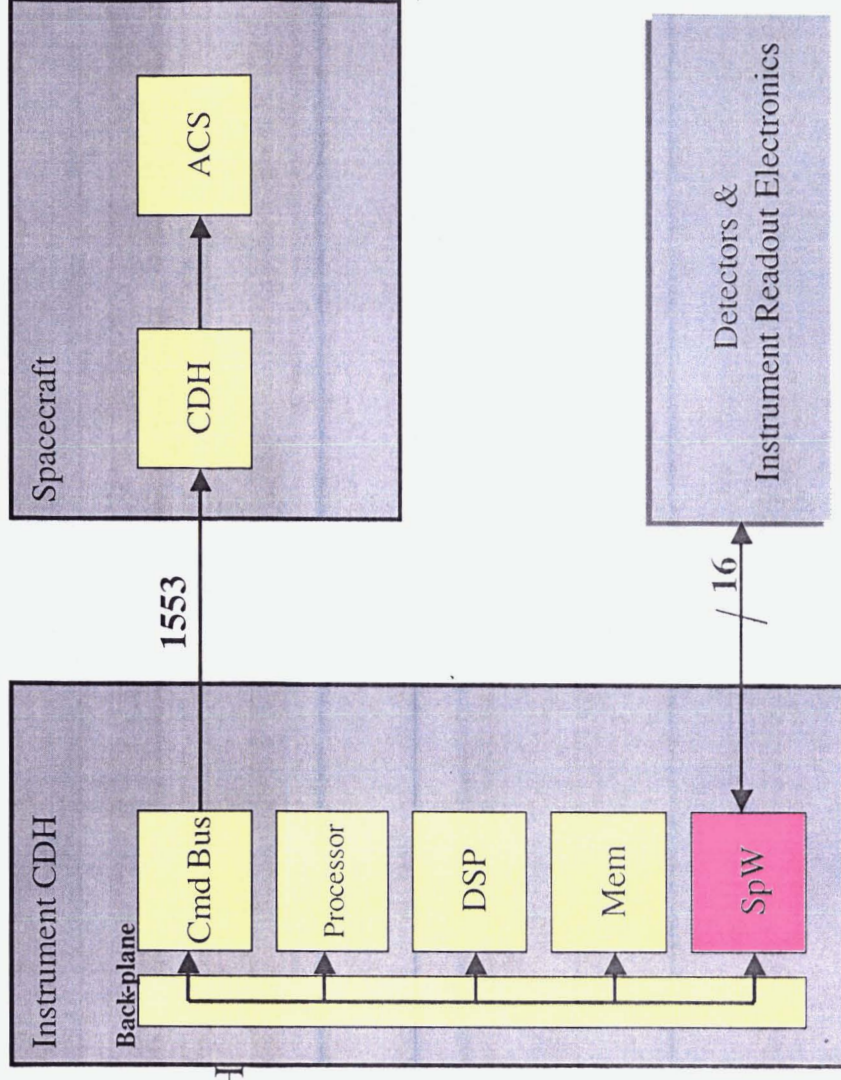 Instrument CDH
Back-plane
Cmd Bus
Processor
DSP
Mem
SpW
1553
16
Spacecraft
CDH
ACS
Detectors &
Instrument Readout Electronics